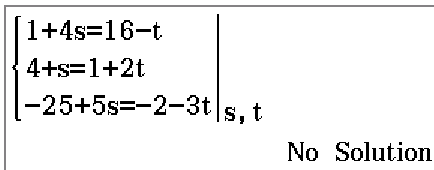 1+4s=16-t
4+s=1+2t
-25+5s=-2-3t
s, t
No Solution